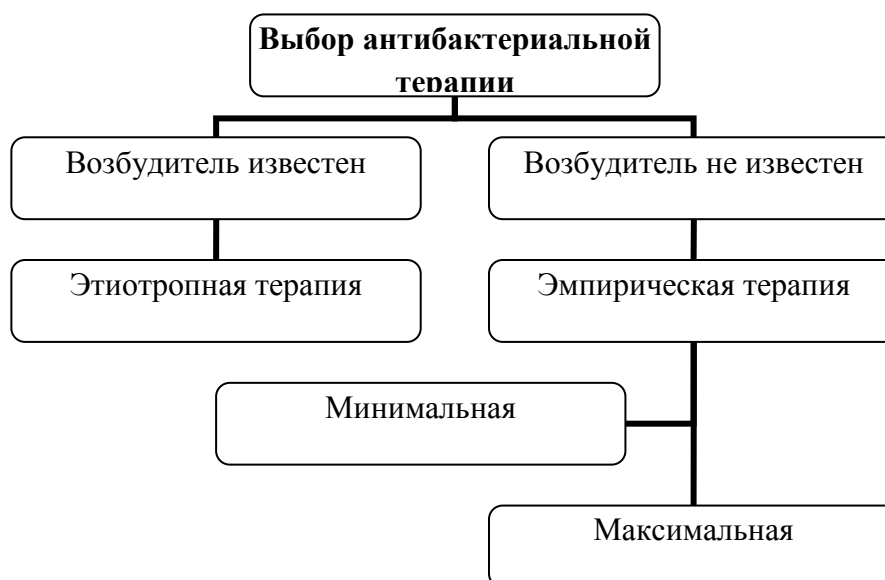 Выбор антибактериальной
терапии
Возбудитель известен
Возбудитель не известен
Этиотропная терапия
Эмпирическая терапия
Минимальная
Максимальная